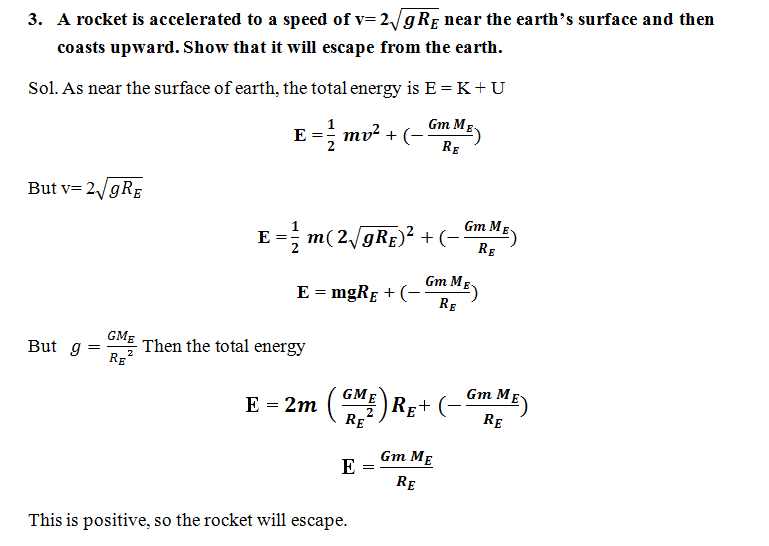 3. A rocket is accelerated to a speed of v= 2√gR_E near the earth's surface and then
coasts upward. Show that it will escape from the earth.
Sol. As near the surface of earth, the total energy is E = K + U
E = 1/2 mv² + (− Gm M_E / R_E)
But v= 2√gR_E
E = 1/2 m( 2√gR_E)² + (− Gm M_E / R_E)
E = mgR_E + (− Gm M_E / R_E)
But g = GM_E / R_E² Then the total energy
E = 2m (GM_E / R_E²) R_E + (− Gm M_E / R_E)
E = Gm M_E / R_E
This is positive, so the rocket will escape.